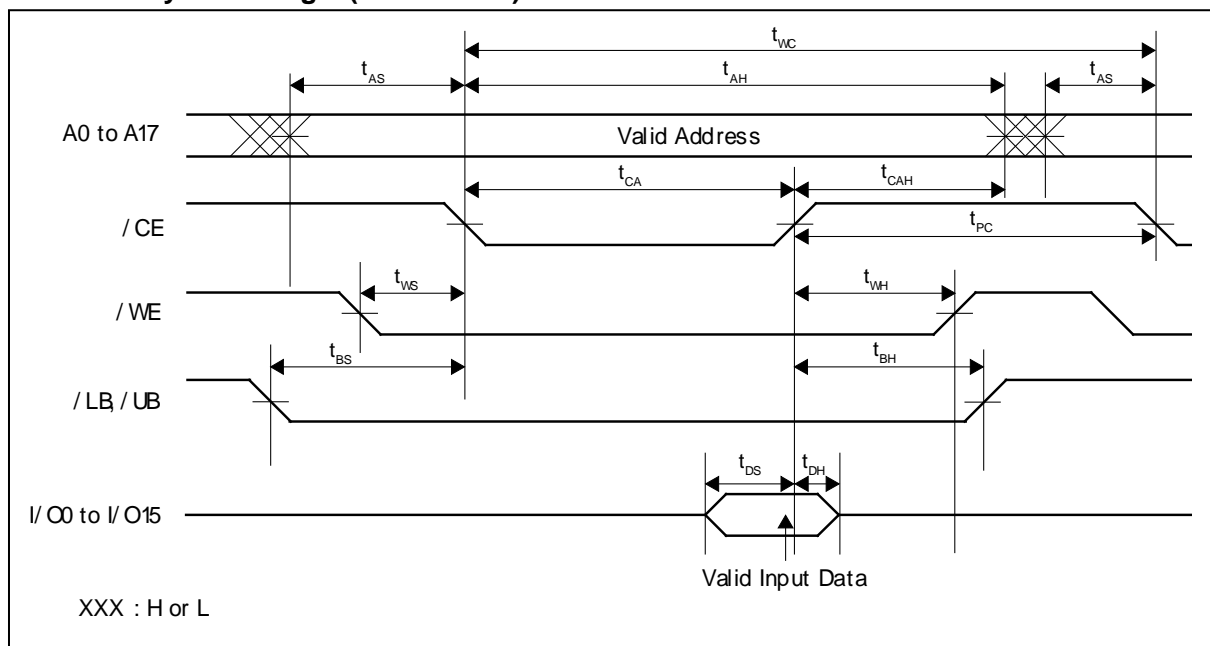 t_WC
t_AS t_AH t_AS
A0 to A17 Valid Address
t_CA t_CAH
/CE t_PC
t_WS t_WH
/WE
t_BS t_BH
/LB, /UB
t_DS t_DH
I/O0 to I/O15
Valid Input Data
XXX : H or L